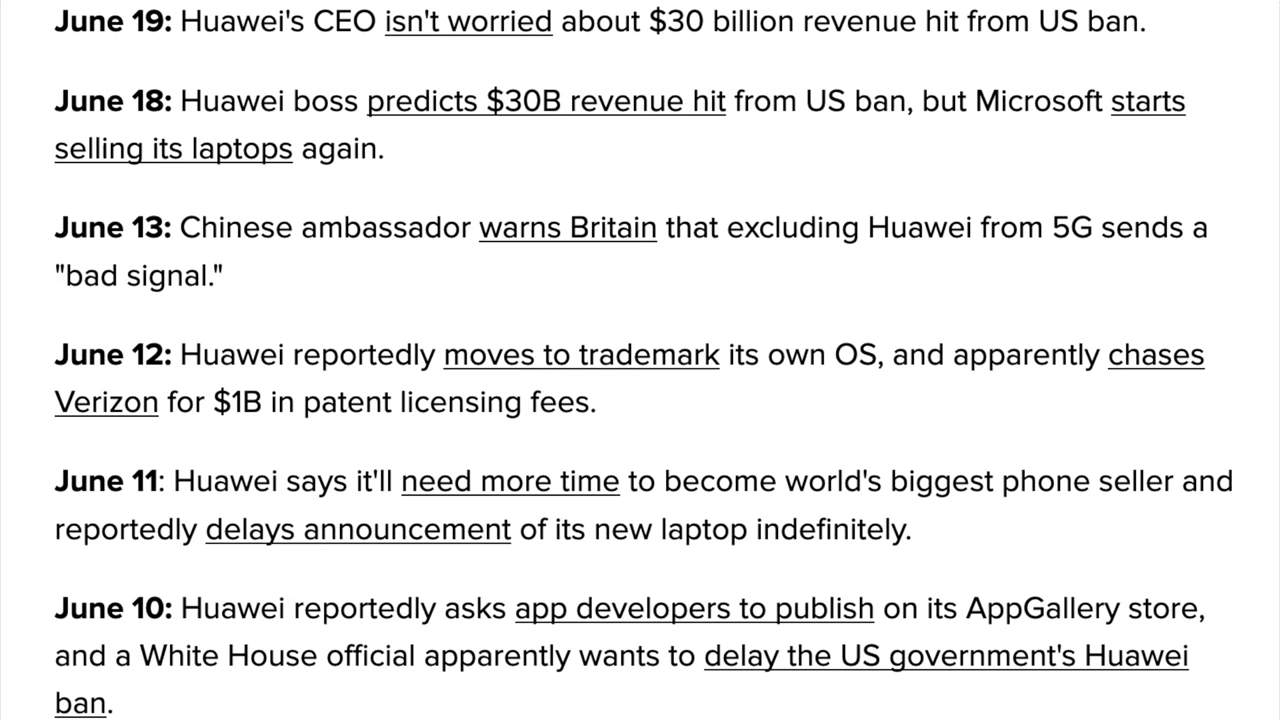 June 19: Huawei's CEO isn't worried about $30 billion revenue hit from US ban.
June 18: Huawei boss predicts $30B revenue hit from US ban, but Microsoft starts
selling its laptops again.
June 13: Chinese ambassador warns Britain that excluding Huawei from 5G sends a
"bad signal."
June 12: Huawei reportedly moves to trademark its own OS, and apparently chases
Verizon for $1B in patent licensing fees.
June 11: Huawei says it'll need more time to become world's biggest phone seller and
reportedly delays announcement of its new laptop indefinitely.
June 10: Huawei reportedly asks app developers to publish on its AppGallery store,
and a White House official apparently wants to delay the US government's Huawei
ban.